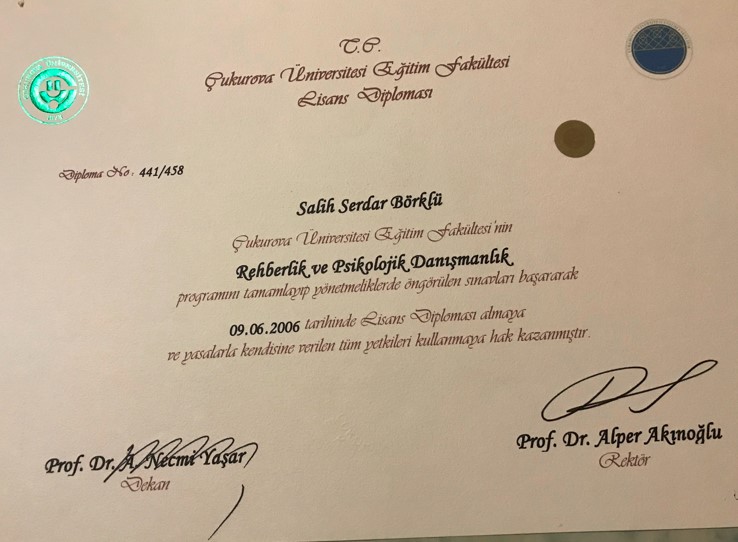 T.C.
Çukurova Üniversitesi Eğitim Fakültesi
Lisans Diploması
Diploma No: 441/458
Salih Serdar Börklü
Çukurova Üniversitesi Eğitim Fakültesi'nin
Rehberlik ve Psikolojik Danışmanlık
programını tamamlayıp yönetmeliklerde öngörülen sınavları başararak
09.06.2006 tarihinde Lisans Diploması almaya
ve yasalarla kendisine verilen tüm yetkileri kullanmaya hak kazanmıştır.
Prof. Dr. A. Necmi Yaşar
Dekan
Prof. Dr. Alper Akınoğlu
Rektör